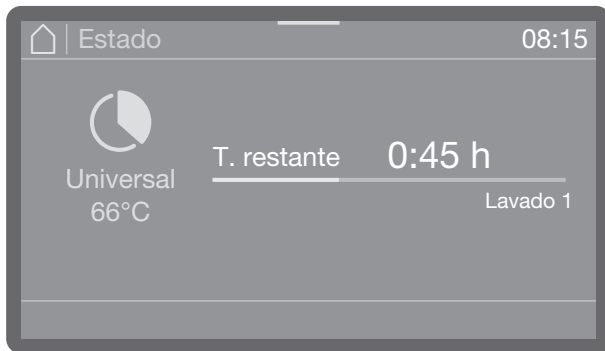 Estado 08:15
T. restante 0:45 h
Universal
66°C
Lavado 1